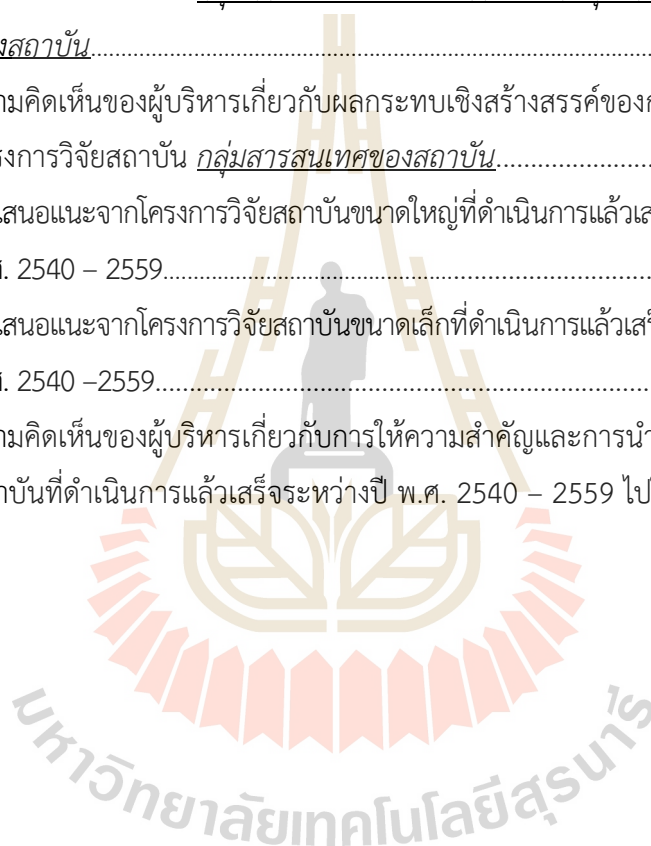 งสถาบัน
ามคิดเห็นของผู้บริหารเกี่ยวกับผลกระทบเชิงสร้างสรรค์ของก
รงการวิจัยสถาบัน กลุ่มสารสนเทศของสถาบัน
เสนอแนะจากโครงการวิจัยสถาบันขนาดใหญ่ที่ดำเนินการแล้วเส
ศ. 2540 – 2559
เสนอแนะจากโครงการวิจัยสถาบันขนาดเล็กที่ดำเนินการแล้วเสร็
ศ. 2540 –2559
ามคิดเห็นของผู้บริหารเกี่ยวกับการให้ความสำคัญและการนำ
าบันที่ดำเนินการแล้วเสร็จระหว่างปี พ.ศ. 2540 – 2559 ไป
มหาวิทยาลัยเทคโนโลยีสุรนารี